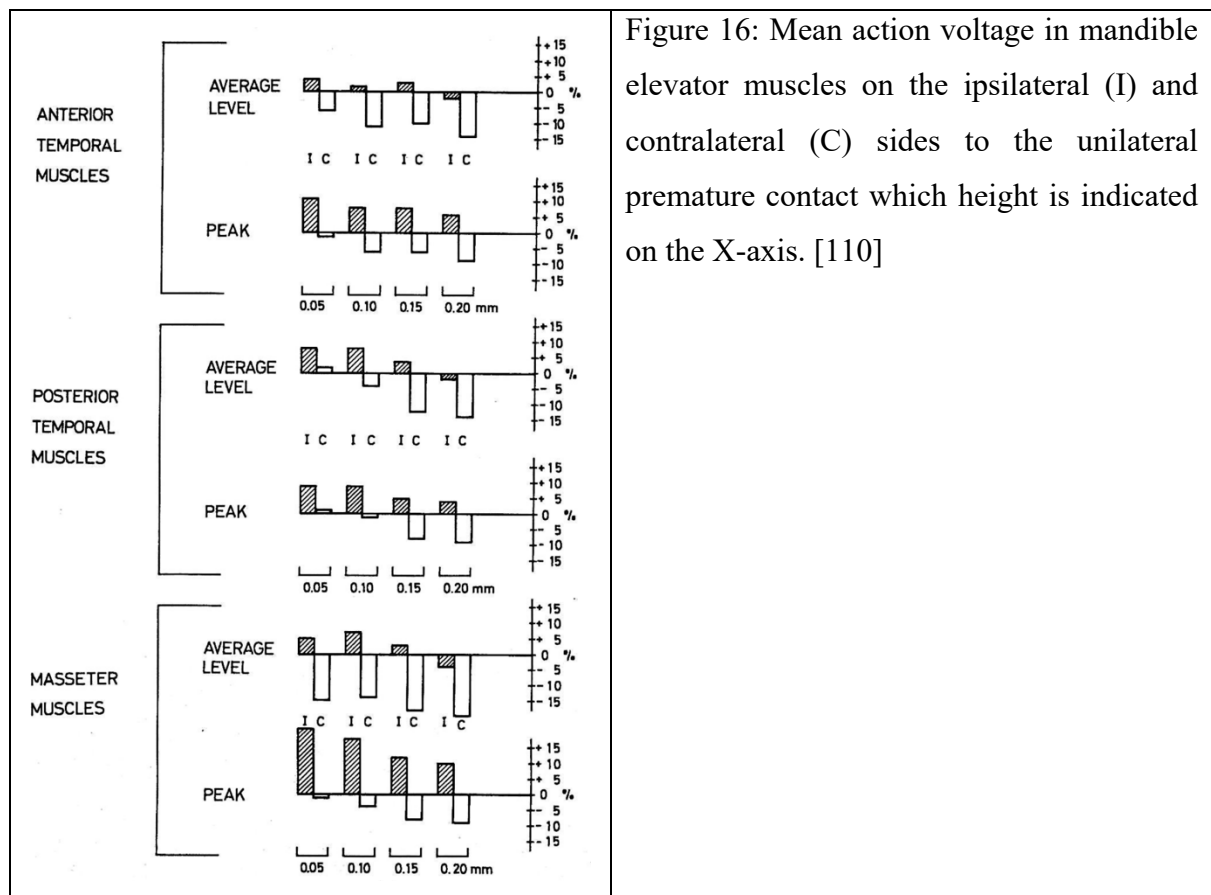 Figure 16: Mean action voltage in mandible
elevator muscles on the ipsilateral (I) and
contralateral (C) sides to the unilateral
premature contact which height is indicated
on the X-axis. [110]
ANTERIOR
TEMPORAL
MUSCLES
AVERAGE
LEVEL
+ 15
+ 10
+ 5
0 %
- 5
- 10
- 15
I C I C I C I C
PEAK
+ 15
+ 10
+ 5
0 %
- 5
- 10
- 15
0.05 0.10 0.15 0.20 mm
POSTERIOR
TEMPORAL
MUSCLES
AVERAGE
LEVEL
+ 15
+ 10
+ 5
0 %
- 5
- 10
- 15
I C I C I C I C
PEAK
+ 15
+ 10
+ 5
0 %
- 5
- 10
- 15
0.05 0.10 0.15 0.20 mm
MASSETER
MUSCLES
AVERAGE
LEVEL
+ 15
+ 10
+ 5
0 %
- 5
- 10
- 15
I C I C I C I C
PEAK
+ 15
+ 10
+ 5
0 %
- 5
- 10
- 15
0.05 0.10 0.15 0.20 mm